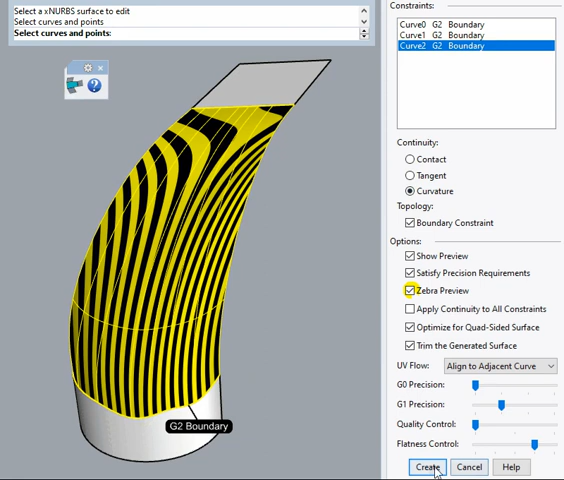 Select a xNURBS surface to edit
Select curves and points
Select curves and points:
G2 Boundary
Constraints:
Curve0 G2 Boundary
Curve1 G2 Boundary
Curve2 G2 Boundary
Continuity:
Contact
Tangent
Curvature
Topology:
Boundary Constraint
Options:
Show Preview
Satisfy Precision Requirements
Zebra Preview
Apply Continuity to All Constraints
Optimize for Quad-Sided Surface
Trim the Generated Surface
UV Flow: Align to Adjacent Curve
G0 Precision:
G1 Precision:
Quality Control:
Flatness Control:
Create Cancel Help